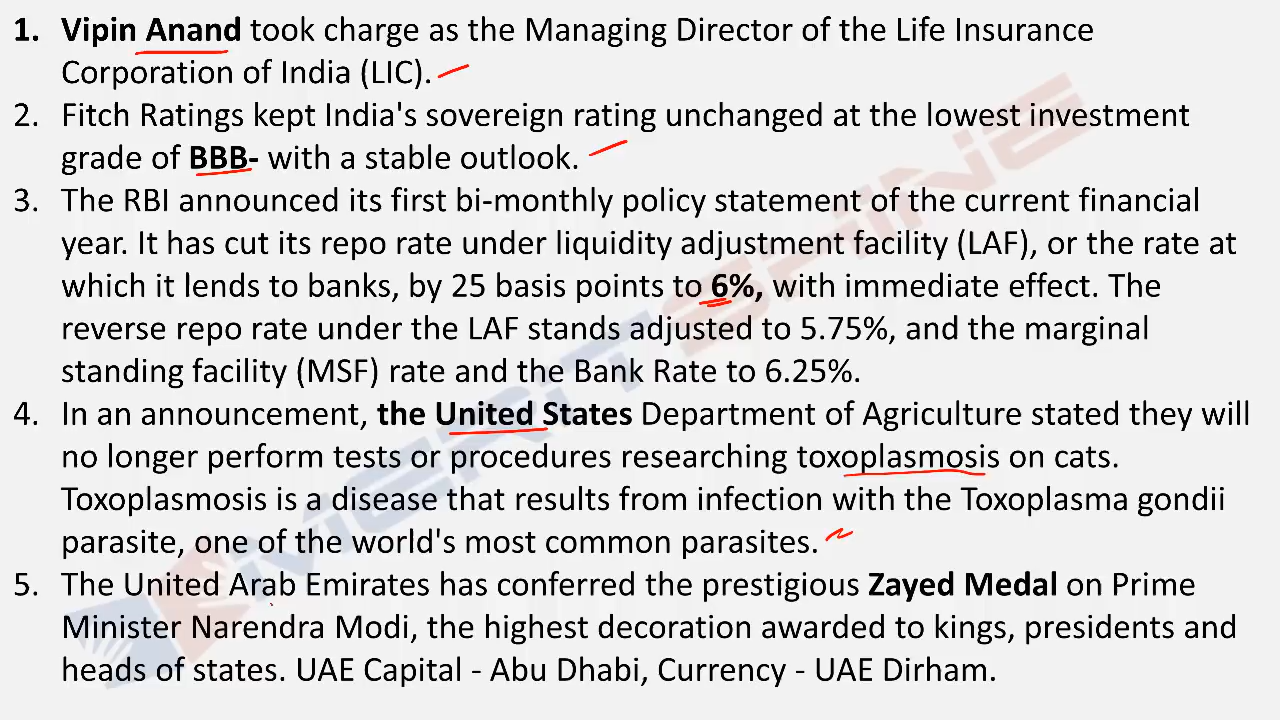 1. Vipin Anand took charge as the Managing Director of the Life Insurance
Corporation of India (LIC).
2. Fitch Ratings kept India's sovereign rating unchanged at the lowest investment
grade of BBB- with a stable outlook.
3. The RBI announced its first bi-monthly policy statement of the current financial
year. It has cut its repo rate under liquidity adjustment facility (LAF), or the rate at
which it lends to banks, by 25 basis points to 6%, with immediate effect. The
reverse repo rate under the LAF stands adjusted to 5.75%, and the marginal
standing facility (MSF) rate and the Bank Rate to 6.25%.
4. In an announcement, the United States Department of Agriculture stated they will
no longer perform tests or procedures researching toxoplasmosis on cats.
Toxoplasmosis is a disease that results from infection with the Toxoplasma gondii
parasite, one of the world's most common parasites.
5. The United Arab Emirates has conferred the prestigious Zayed Medal on Prime
Minister Narendra Modi, the highest decoration awarded to kings, presidents and
heads of states. UAE Capital - Abu Dhabi, Currency - UAE Dirham.